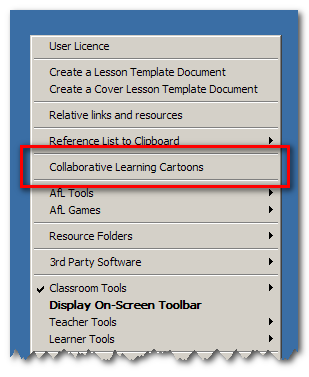 User Licence
Create a Lesson Template Document
Create a Cover Lesson Template Document
Relative links and resources
Reference List to Clipboard
Collaborative Learning Cartoons
AfL Tools
AfL Games
Resource Folders
3rd Party Software
Classroom Tools
Display On-Screen Toolbar
Teacher Tools
Learner Tools